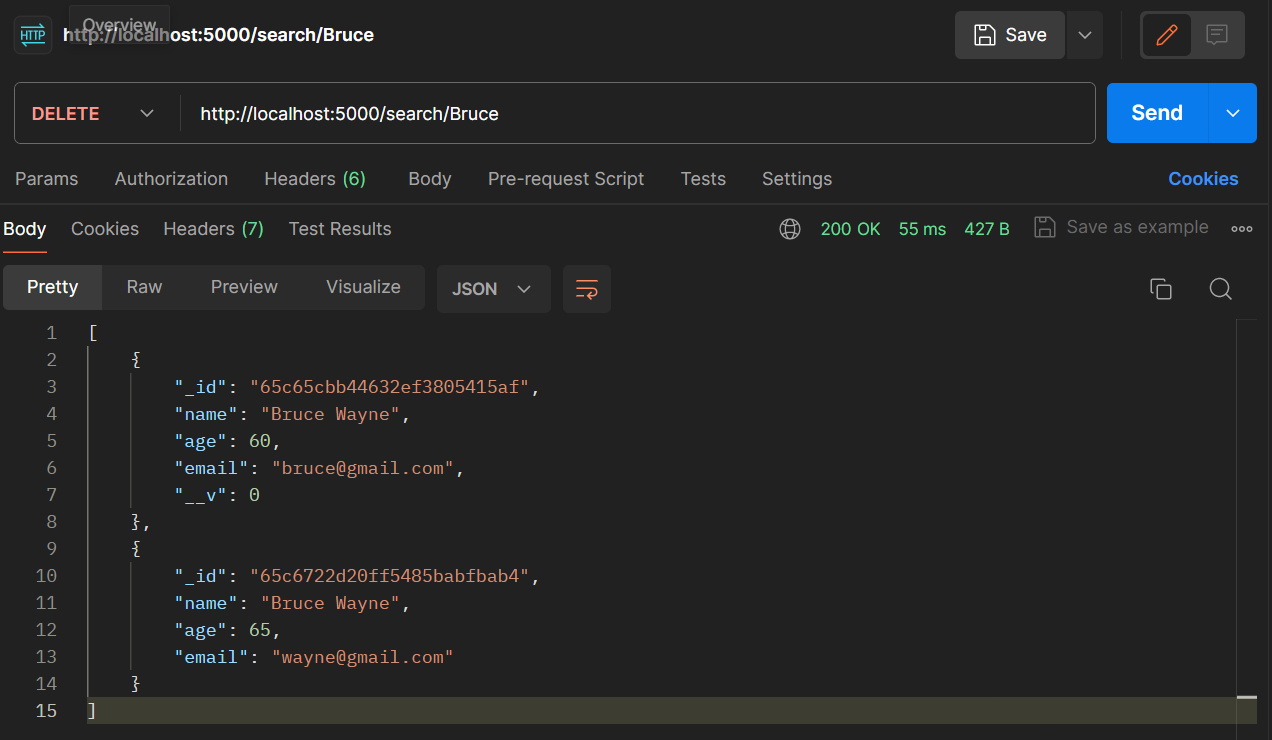 Overview
HTTP http://localhost:5000/search/Bruce Save
DELETE http://localhost:5000/search/Bruce Send
Params Authorization Headers (6) Body Pre-request Script Tests Settings Cookies
Body Cookies Headers (7) Test Results 200 OK 55 ms 427 B Save as example
Pretty Raw Preview Visualize JSON
1 [
2 {
3 "_id": "65c65cbb44632ef3805415af",
4 "name": "Bruce Wayne",
5 "age": 60,
6 "email": "bruce@gmail.com",
7 "__v": 0
8 },
9 {
10 "_id": "65c6722d20ff5485babfbab4",
11 "name": "Bruce Wayne",
12 "age": 65,
13 "email": "wayne@gmail.com"
14 }
15 ]